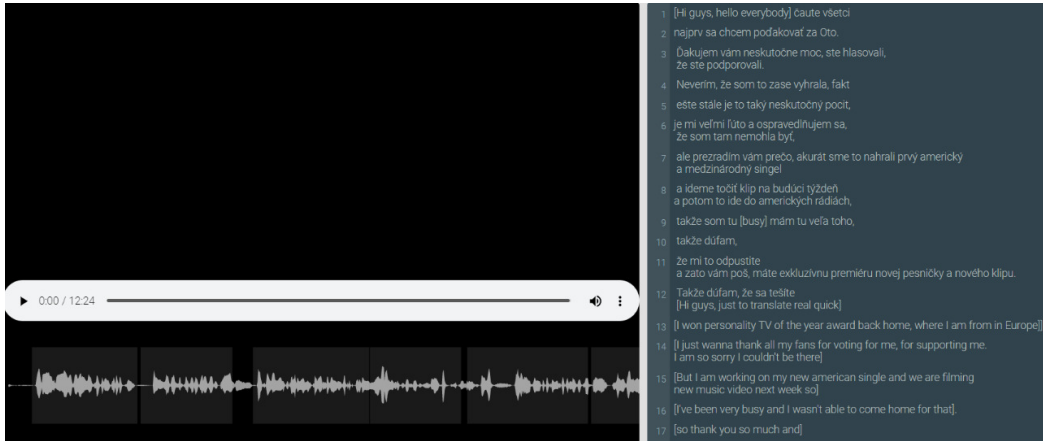 0:00 / 12:24
1 [Hi guys, hello everybody] čaute všetci
2 najprv sa chcem poďakovať za Oto.
3 Ďakujem vám neskutočne moc, ste hlasovali,
že ste podporovali.
4 Neverím, že som to zase vyhrala, fakt
5 ešte stále je to taký neskutočný pocit,
6 je mi veľmi ľúto a ospravedlňujem sa,
že som tam nemohla byť,
7 ale prezradím vám prečo, akurát sme to nahrali prvý americký
a medzinárodný singel
8 a ideme točiť klip na budúci týždeň
a potom to ide do amerických rádiách,
9 takže som tu [busy] mám tu veľa toho,
10 takže dúfam,
11 že mi to odpustite
a zato vám poš, máte exkluzívnu premiéru novej pesničky a nového klipu.
12 Takže dúfam, že sa tešíte
[Hi guys, just to translate real quick]
13 [I won personality TV of the year award back home, where I am from in Europe]]
14 [I just wanna thank all my fans for voting for me, for supporting me.
I am so sorry I couldn't be there]
15 [But I am working on my new american single and we are filming
new music video next week so]
16 [I've been very busy and I wasn't able to come home for that].
17 [so thank you so much and]